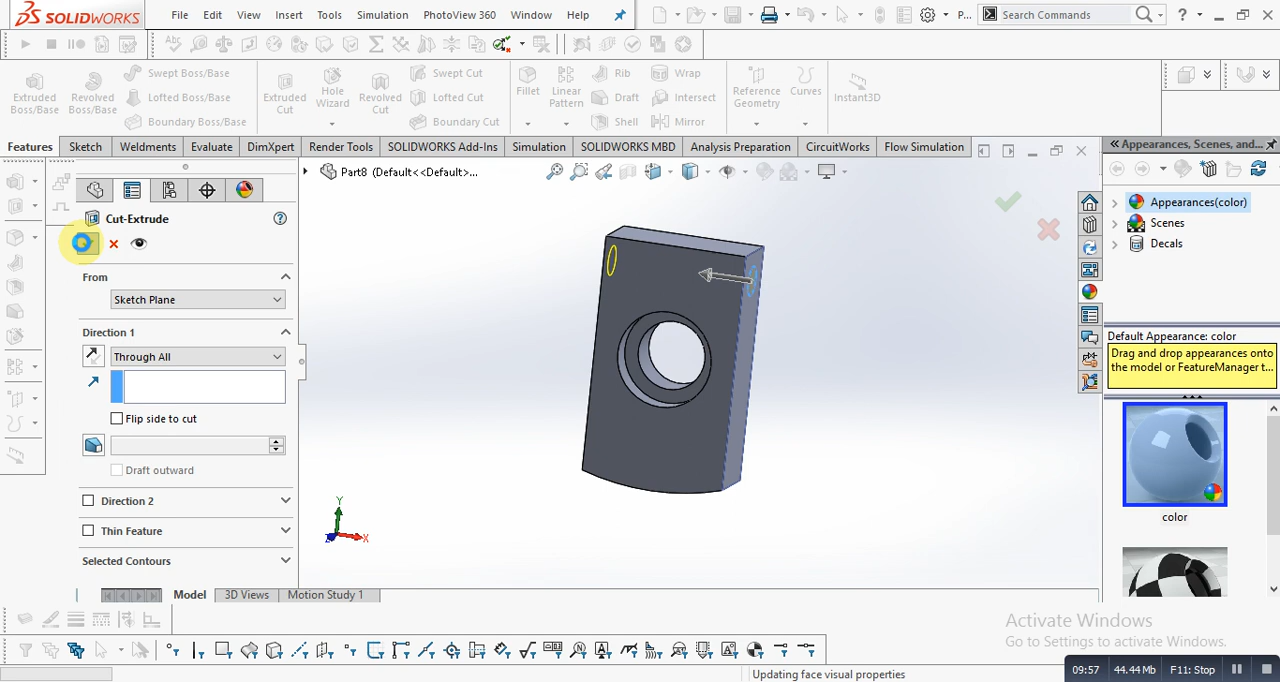 SOLIDWORKS File Edit View Insert Tools Simulation PhotoView 360 Window Help P... Search Commands ?
Extruded Boss/Base
Revolved Boss/Base
Swept Boss/Base
Lofted Boss/Base
Boundary Boss/Base
Extruded Cut
Hole Wizard
Revolved Cut
Swept Cut
Lofted Cut
Boundary Cut
Fillet
Linear Pattern
Rib
Draft
Shell
Wrap
Intersect
Mirror
Reference Geometry
Curves
Instant3D
Features Sketch Weldments Evaluate DimXpert Render Tools SOLIDWORKS Add-Ins Simulation SOLIDWORKS MBD Analysis Preparation CircuitWorks Flow Simulation
Appearances, Scenes, and...
Part8 (Default<<Default>...
Cut-Extrude
From
Sketch Plane
Direction 1
Through All
Flip side to cut
Draft outward
Direction 2
Thin Feature
Selected Contours
Y
X
Z
Appearances(color)
Scenes
Decals
Default Appearance: color
Drag and drop appearances onto
the model or FeatureManager t...
color
Model 3D Views Motion Study 1
Activate Windows
Go to Settings to activate Windows.
Updating face visual properties
09:57 44.44 Mb F11: Stop